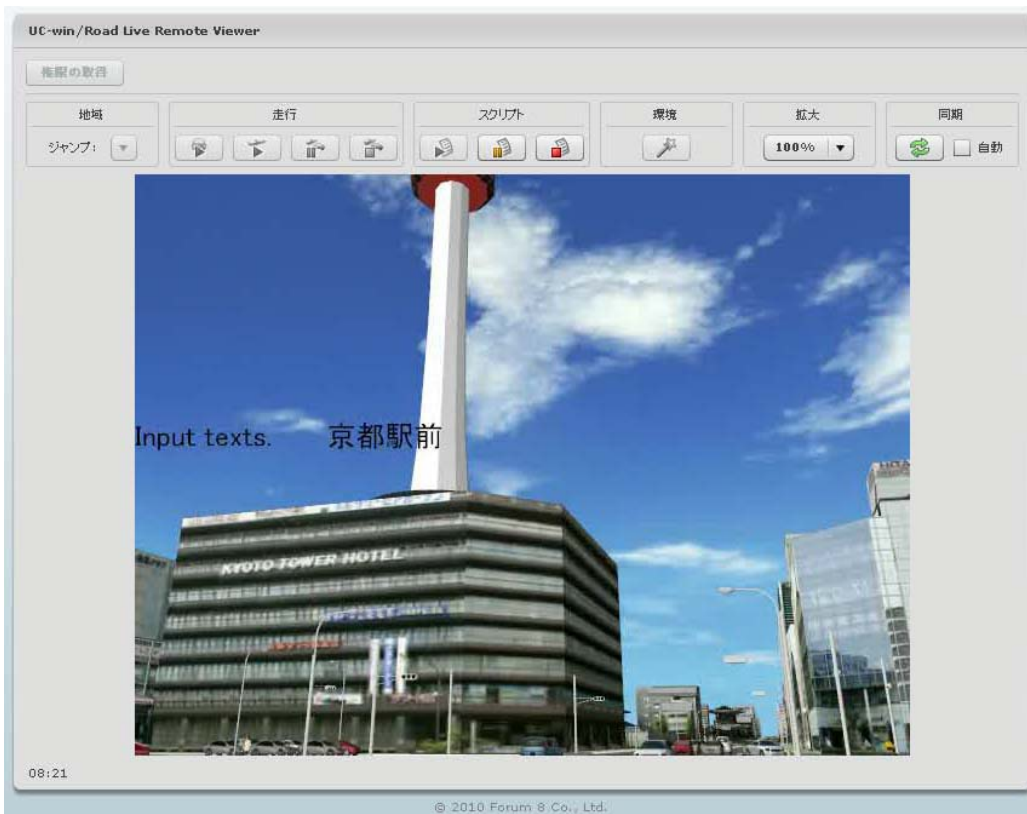 UC-win/Road Live Remote Viewer
権限の取得
地域 走行 スクリプト 環境 拡大 同期
ジャンプ: 100% 自動
Input texts. 京都駅前
KYOTO TOWER HOTEL
08:21
© 2010 Forum 8 Co., Ltd.